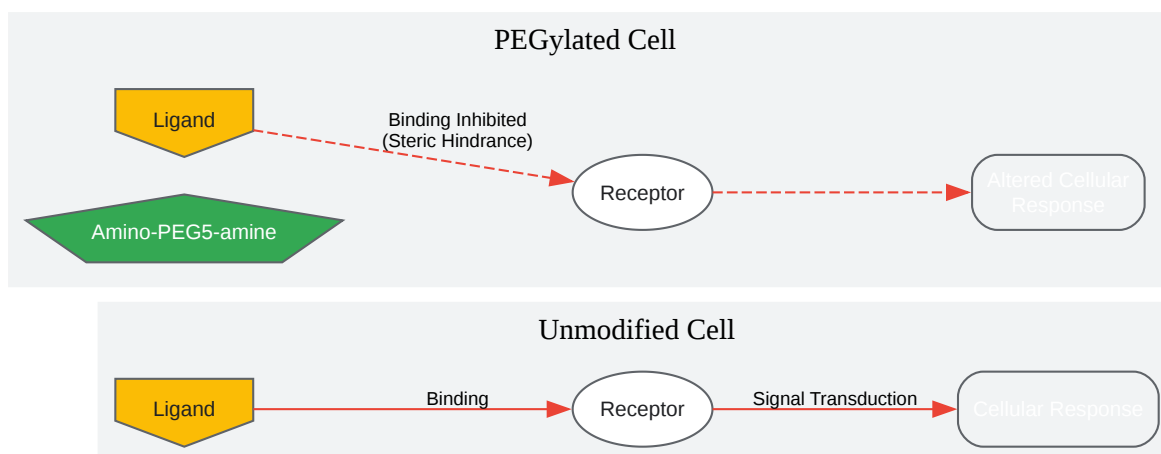 PEGylated Cell
Ligand
Binding Inhibited
(Steric Hindrance)
Receptor
Altered Cellular
Response
Amino-PEG5-amine
Unmodified Cell
Ligand
Binding
Receptor
Signal Transduction
Cellular Response